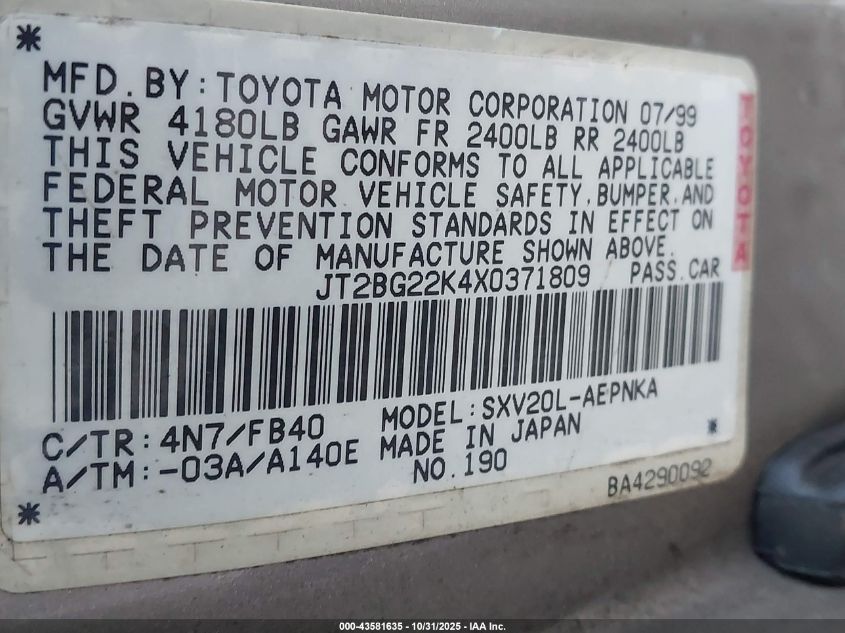 MFD. BY: TOYOTA MOTOR CORPORATION 07/99
GVWR 4180LB GAWR FR 2400LB RR 2400LB
THIS VEHICLE CONFORMS TO ALL APPLICABLE
FEDERAL MOTOR VEHICLE SAFETY, BUMPER, AND
THEFT PREVENTION STANDARDS IN EFFECT ON
THE DATE OF MANUFACTURE SHOWN ABOVE.
JT2BG22K4X0371809 PASS. CAR
TOYOTA
C/TR: 4N7/FB40 MODEL: SXV20L-AEPNKA
A/TM: -03A/A140E MADE IN JAPAN
NO. 190
BA4290092
000-43581635 - 10/31/2025 - IAA Inc.